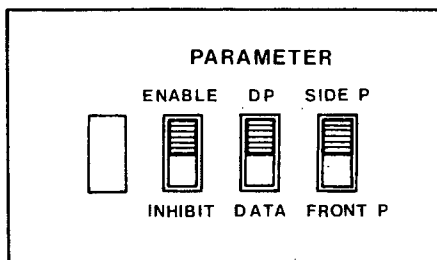 PARAMETER
ENABLE DP SIDE P
INHIBIT DATA FRONT P